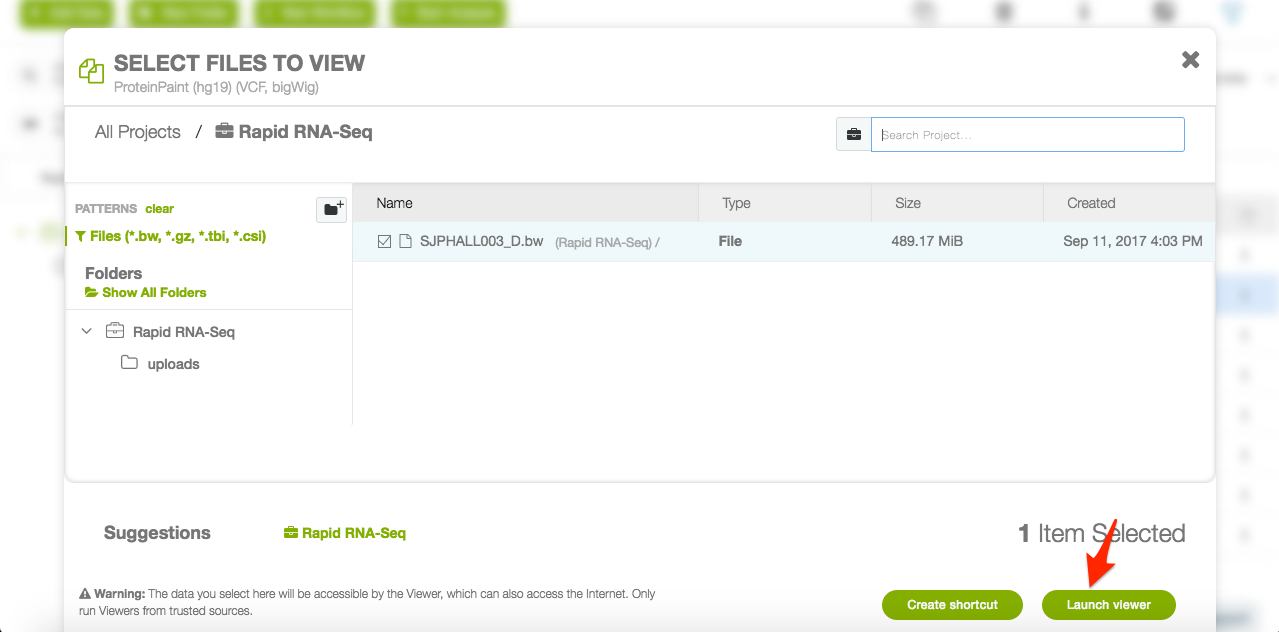 SELECT FILES TO VIEW
ProteinPaint (hg19) (VCF, bigWig)
All Projects / Rapid RNA-Seq
Search Project...
PATTERNS clear
Files (*.bw, *.gz, *.tbi, *.csi)
Folders
Show All Folders
Rapid RNA-Seq
uploads
Name Type Size Created
SJPHALL003_D.bw (Rapid RNA-Seq) / File 489.17 MiB Sep 11, 2017 4:03 PM
Suggestions Rapid RNA-Seq
1 Item Selected
Warning: The data you select here will be accessible by the Viewer, which can also access the Internet. Only
run Viewers from trusted sources.
Create shortcut Launch viewer